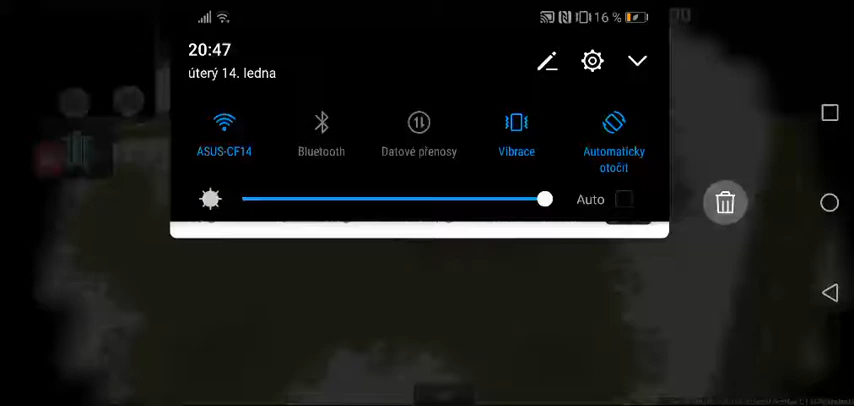 16 %
20:47
úterý 14. ledna
ASUS-CF14
Bluetooth
Datové přenosy
Vibrace
Automaticky
otočit
Auto